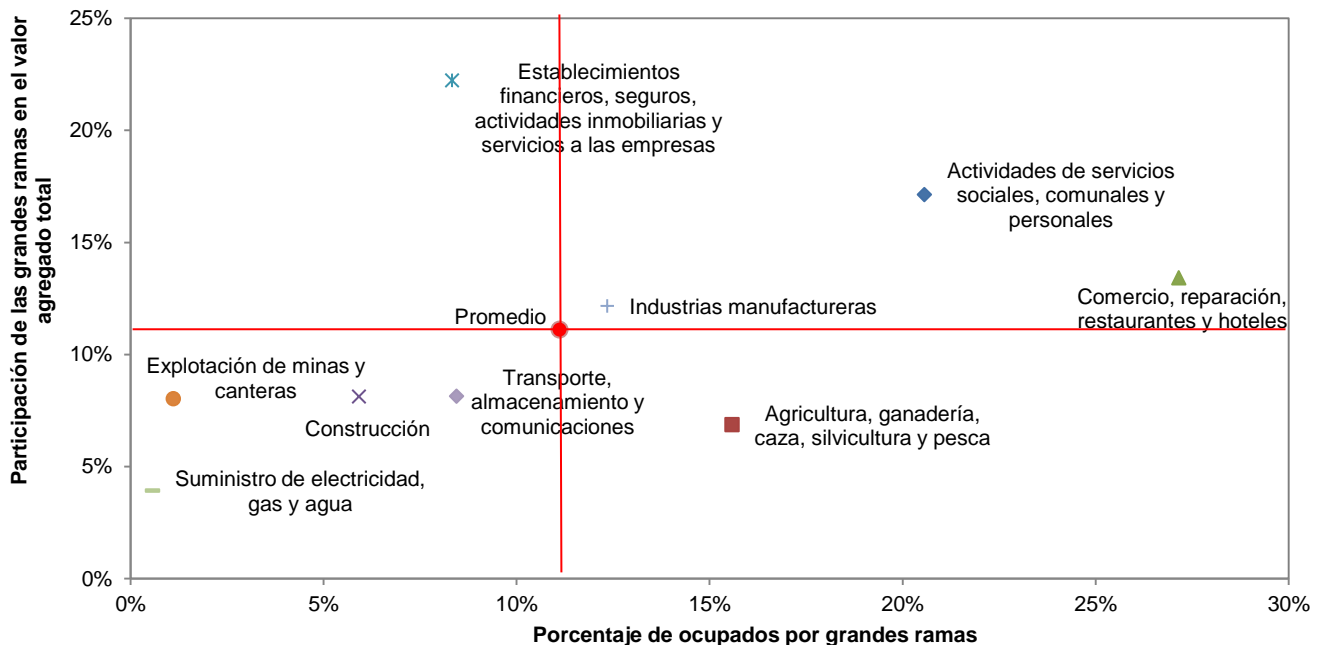 Participación de las grandes ramas en el valor
agregado total
25%
20%
15%
10%
5%
0%
Establecimientos
financieros, seguros,
actividades inmobiliarias y
servicios a las empresas
Actividades de servicios
sociales, comunales y
personales
Comercio, reparación,
restaurantes y hoteles
Industrias manufactureras
Promedio
Explotación de minas y
canteras
Construcción
Transporte,
almacenamiento y
comunicaciones
Agricultura, ganadería,
caza, silvicultura y pesca
Suministro de electricidad,
gas y agua
0%
5%
10%
15%
20%
25%
30%
Porcentaje de ocupados por grandes ramas